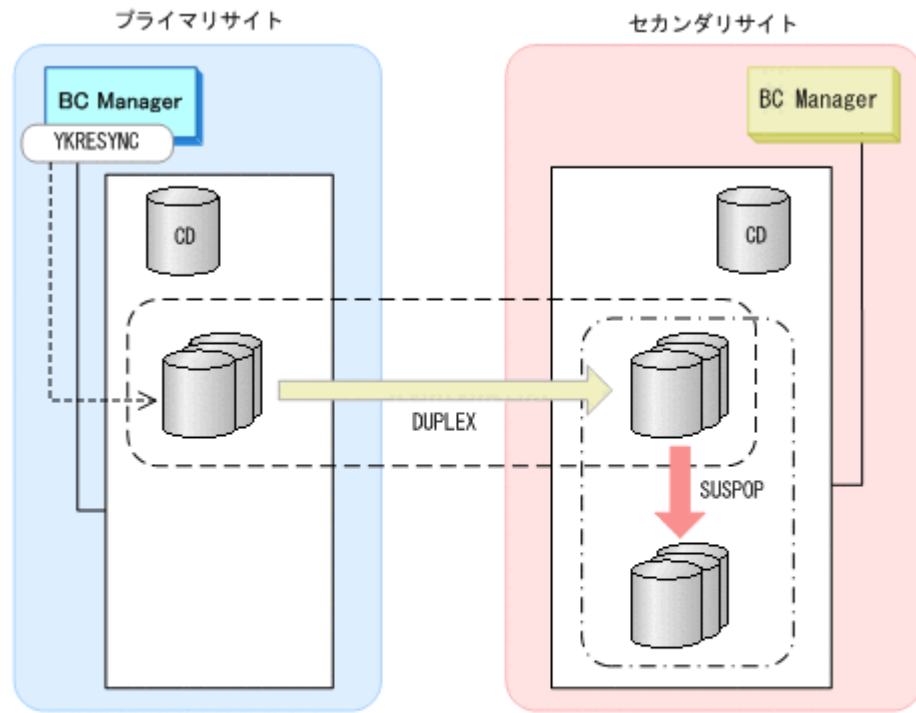 プライマリサイト
セカンダリサイト
BC Manager
YKRESYNC
BC Manager
CD
CD
DUPLEX
SUSPOP